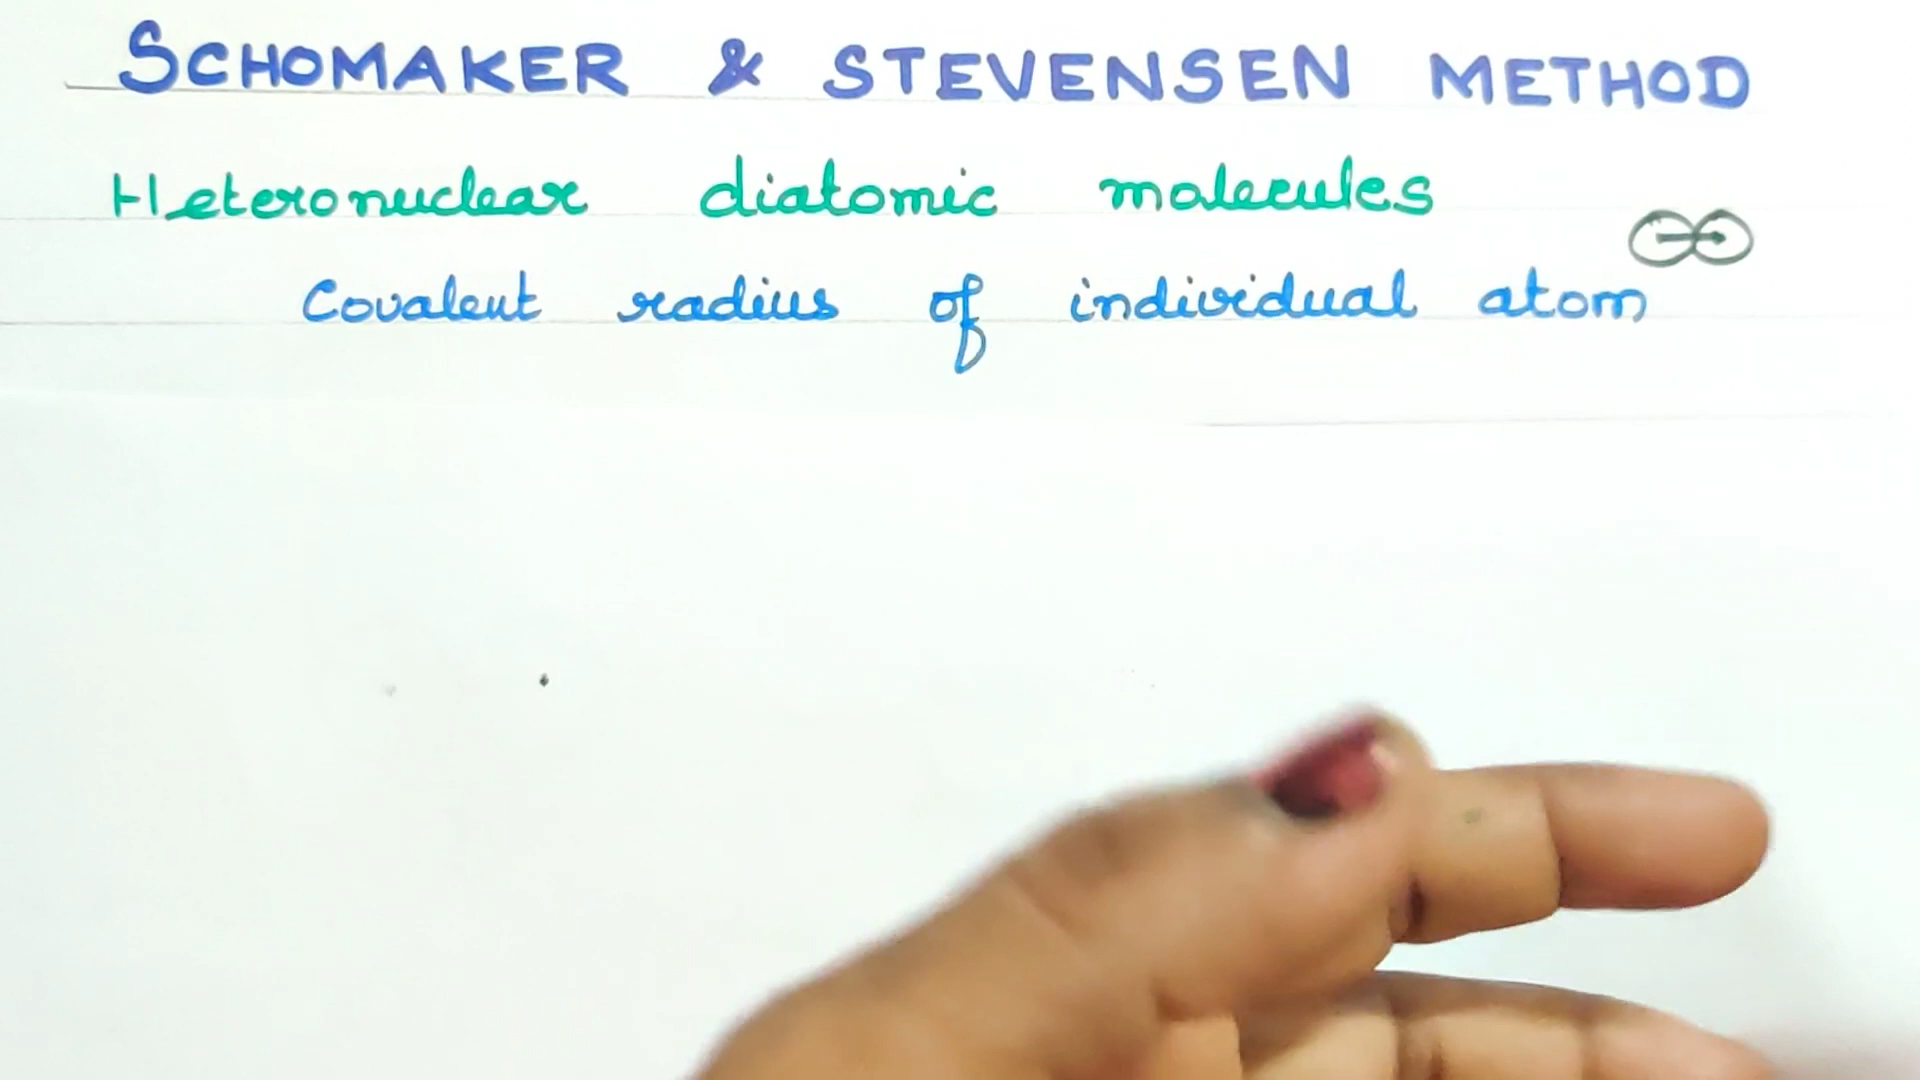 SCHOMAKER & STEVENSEN METHOD
Heteronuclear diatomic molecules
Covalent radius of individual atom